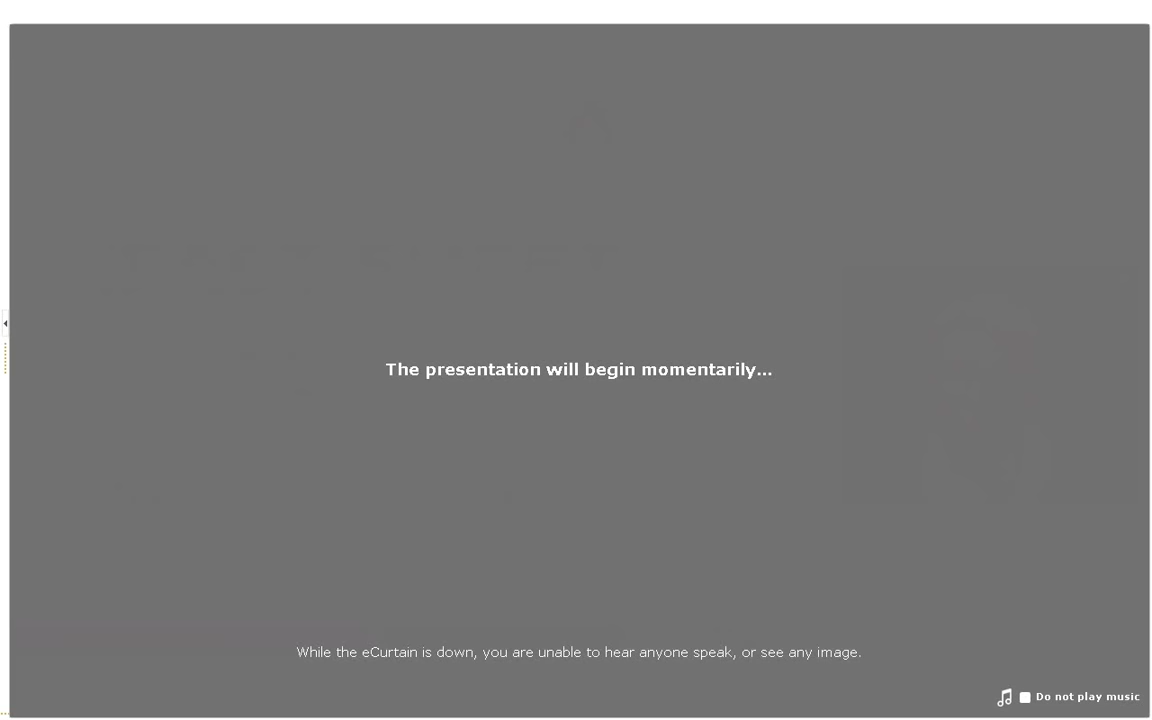 The presentation will begin momentarily...
While the eCurtain is down, you are unable to hear anyone speak, or see any image.
Do not play music